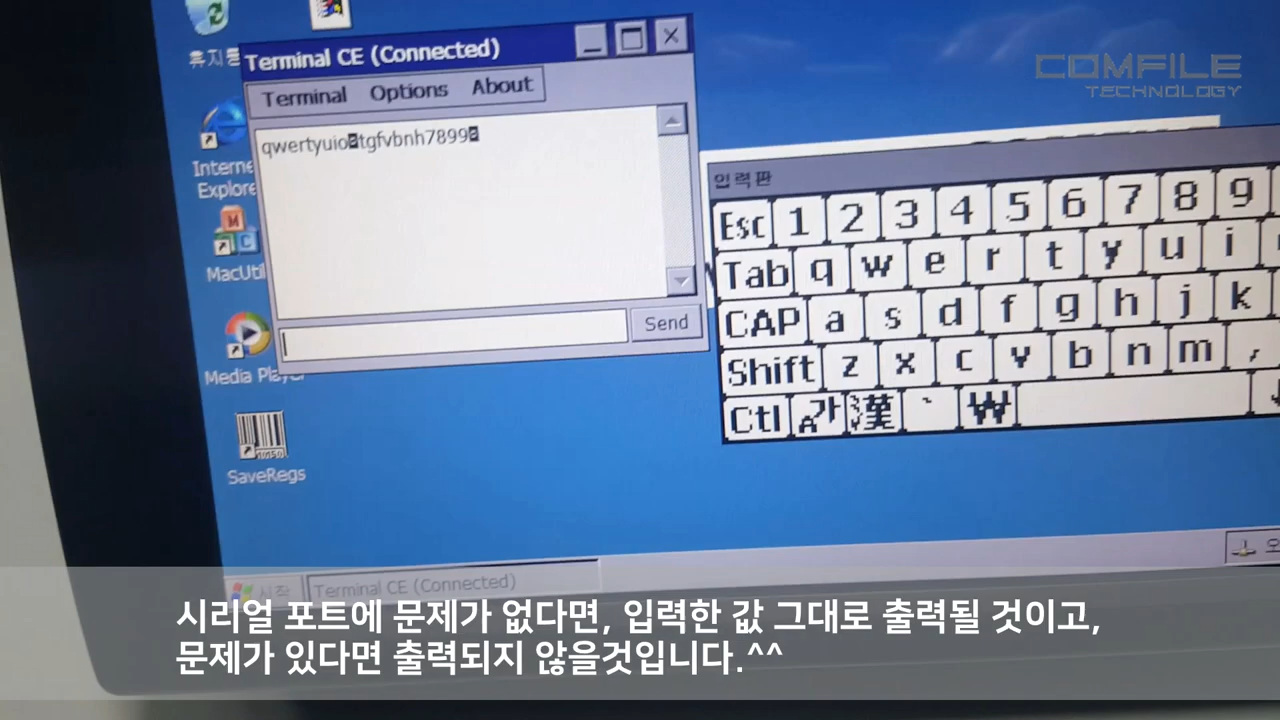 휴지통
Terminal CE (Connected)
Terminal Options About
qwertyuio tgfvbnh7899
Send
Internet
Explore
MacUtil
Media Player
SaveRegs
COMFILE
TECHNOLOGY
입력판
Esc 1 2 3 4 5 6 7 8 9
Tab q w e r t y u i
CAP a s d f g h j k
Shift z x c v b n m ,
Ctl 가A 漢 ` ₩
시작 Terminal CE (Connected)
시리얼 포트에 문제가 없다면, 입력한 값 그대로 출력될 것이고,
문제가 있다면 출력되지 않을것입니다.^^